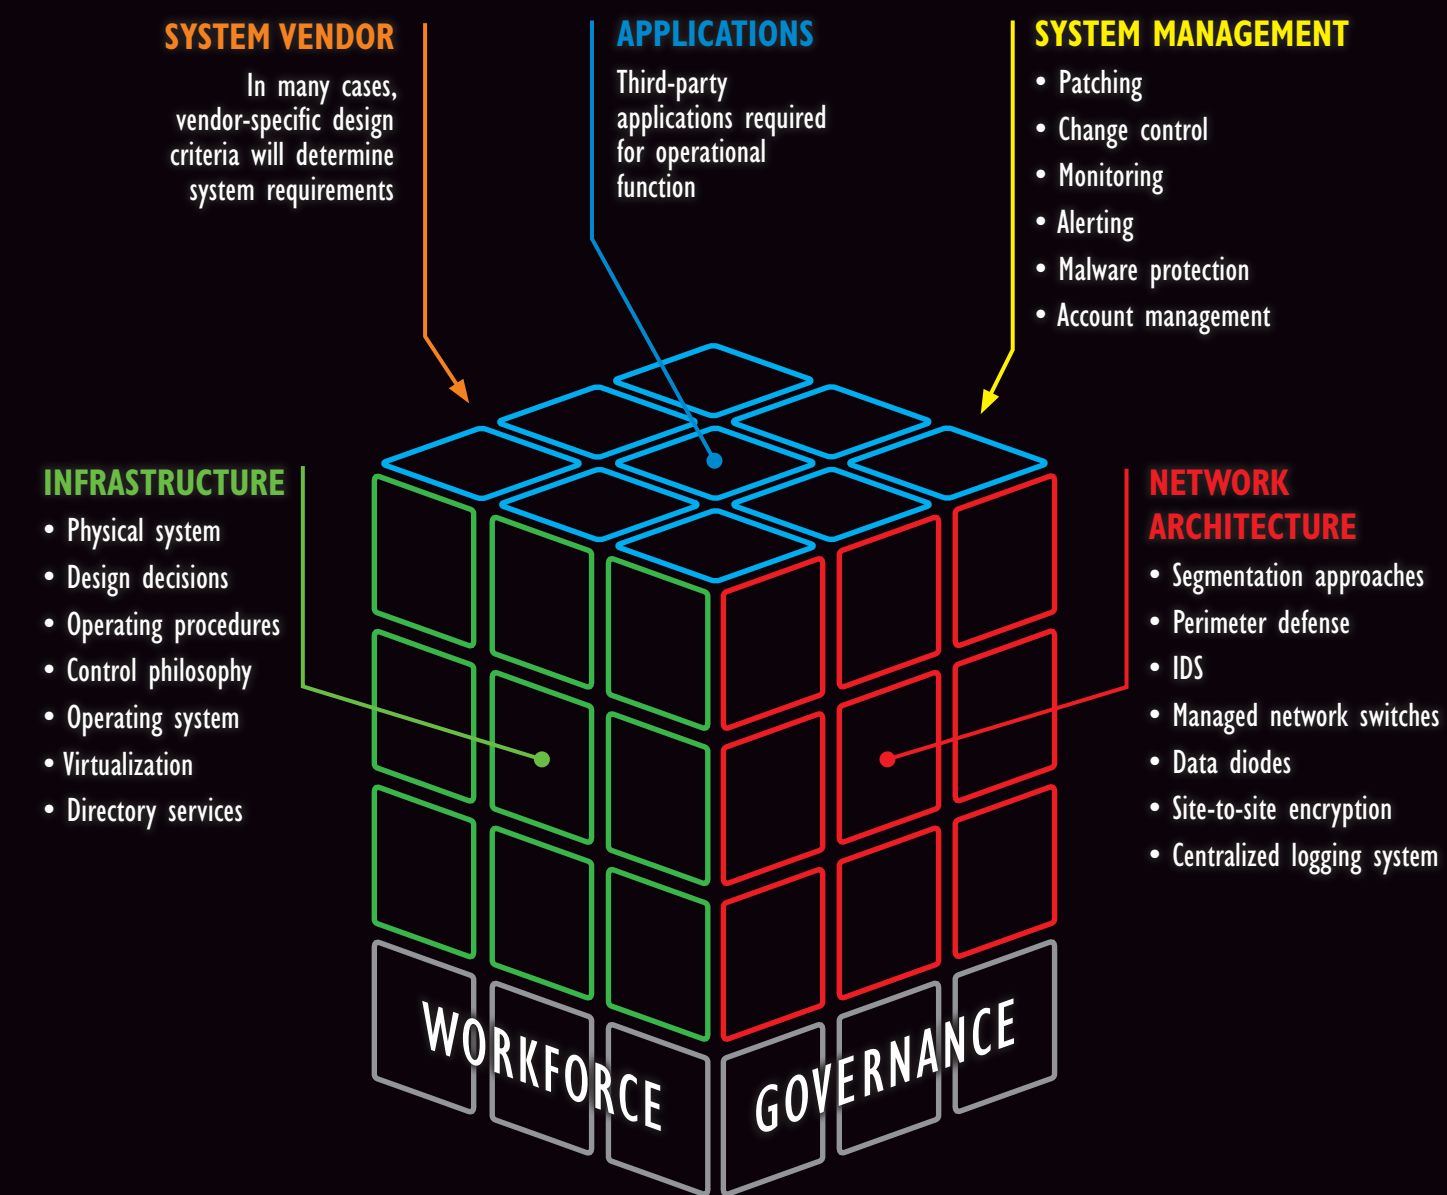 SYSTEM VENDOR
In many cases,
vendor-specific design
criteria will determine
system requirements
APPLICATIONS
Third-party
applications required
for operational
function
SYSTEM MANAGEMENT
• Patching
• Change control
• Monitoring
• Alerting
• Malware protection
• Account management
INFRASTRUCTURE
• Physical system
• Design decisions
• Operating procedures
• Control philosophy
• Operating system
• Virtualization
• Directory services
NETWORK
ARCHITECTURE
• Segmentation approaches
• Perimeter defense
• IDS
• Managed network switches
• Data diodes
• Site-to-site encryption
• Centralized logging system
WORKFORCE
GOVERNANCE